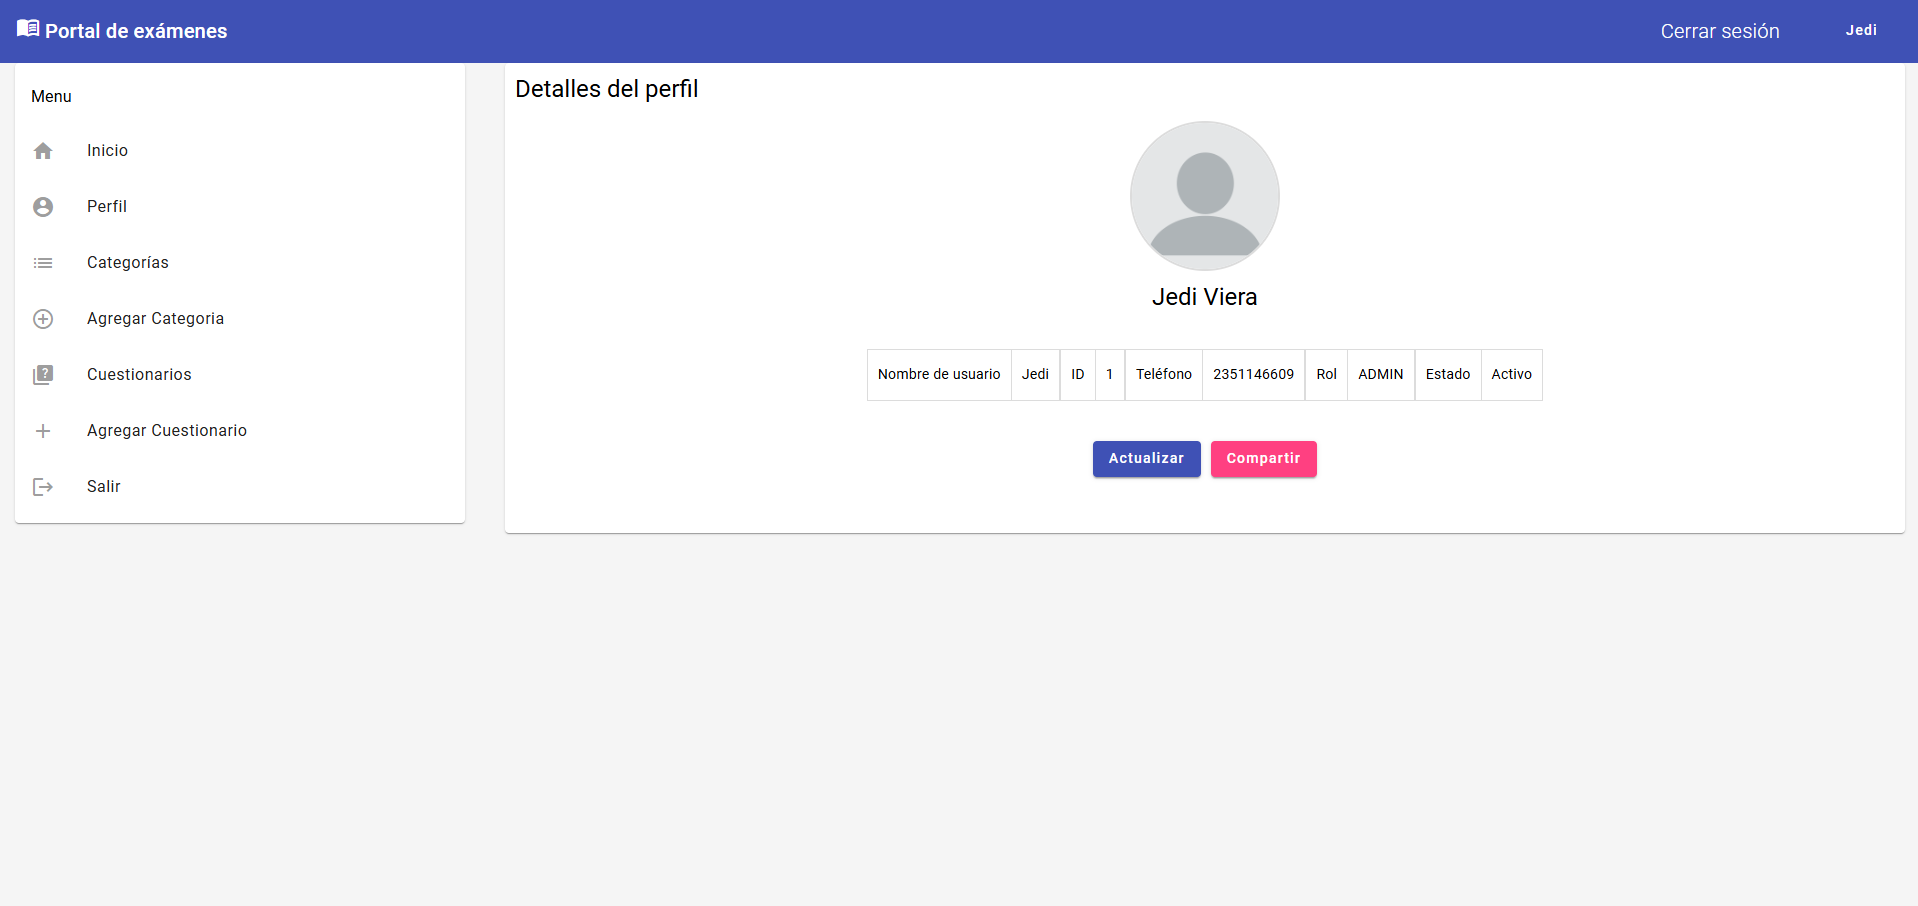 Portal de exámenes
Cerrar sesión
Jedi
Menu
Inicio
Perfil
Categorías
Agregar Categoria
Cuestionarios
Agregar Cuestionario
Salir
Detalles del perfil
Jedi Viera
Nombre de usuario Jedi ID 1 Teléfono 2351146609 Rol ADMIN Estado Activo
Actualizar Compartir